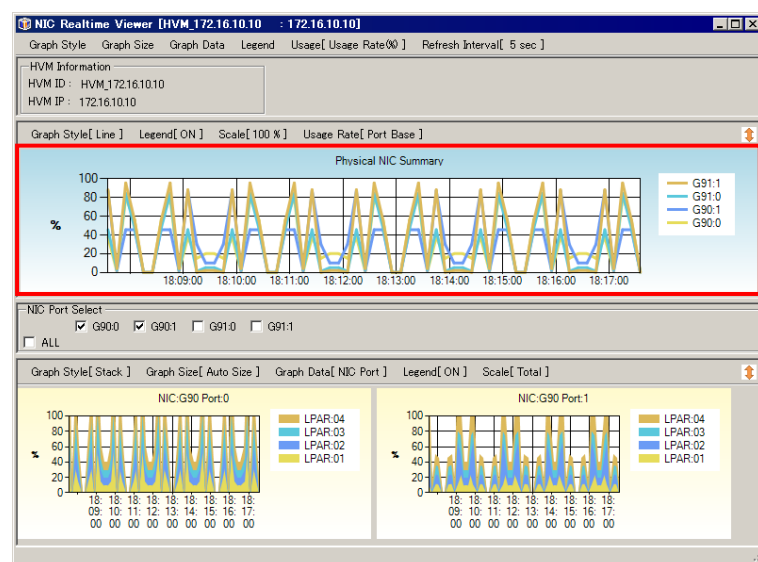 NIC Realtime Viewer [HVM_172.16.10.10 : 172.16.10.10]
Graph Style Graph Size Graph Data Legend Usage[ Usage Rate(%) ] Refresh Interval[ 5 sec ]
HVM Information
HVM ID : HVM_172.16.10.10
HVM IP : 172.16.10.10
Graph Style[ Line ] Legend[ ON ] Scale[ 100 % ] Usage Rate[ Port Base ]
Physical NIC Summary
100
80
60
40
20
0
%
18:09:00 18:10:00 18:11:00 18:12:00 18:13:00 18:14:00 18:15:00 18:16:00 18:17:00
G91:1
G91:0
G90:1
G90:0
NIC Port Select
G90:0 G90:1 G91:0 G91:1
ALL
Graph Style[ Stack ] Graph Size[ Auto Size ] Graph Data[ NIC Port ] Legend[ ON ] Scale[ Total ]
NIC:G90 Port:0
100
80
60
40
20
0
%
18: 18: 18: 18: 18: 18: 18: 18: 18:
09: 10: 11: 12: 13: 14: 15: 16: 17:
00 00 00 00 00 00 00 00 00
LPAR:04
LPAR:03
LPAR:02
LPAR:01
NIC:G90 Port:1
100
80
60
40
20
0
%
18: 18: 18: 18: 18: 18: 18: 18: 18:
09: 10: 11: 12: 13: 14: 15: 16: 17:
00 00 00 00 00 00 00 00 00
LPAR:04
LPAR:03
LPAR:02
LPAR:01